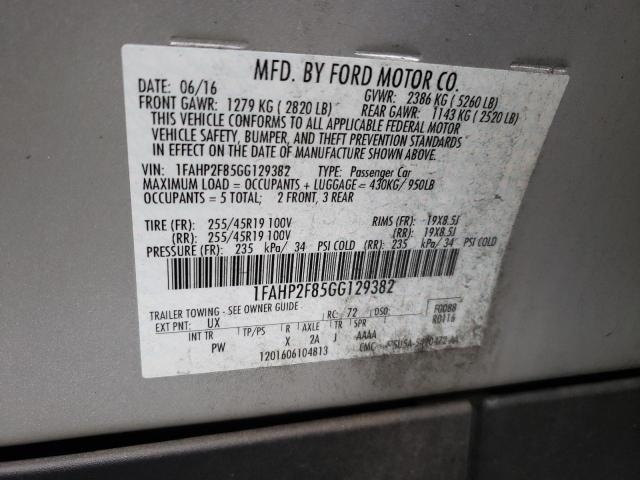 MFD. BY FORD MOTOR CO.
DATE: 06/16 GVWR: 2386 KG ( 5260 LB)
FRONT GAWR: 1279 KG ( 2820 LB) REAR GAWR: 1143 KG ( 2520 LB)
THIS VEHICLE CONFORMS TO ALL APPLICABLE FEDERAL MOTOR
VEHICLE SAFETY, BUMPER, AND THEFT PREVENTION STANDARDS
IN EFFECT ON THE DATE OF MANUFACTURE SHOWN ABOVE.
VIN: 1FAHP2F85GG129382 TYPE: Passenger Car
MAXIMUM LOAD = OCCUPANTS + LUGGAGE = 430KG/ 950LB
OCCUPANTS = 5 TOTAL; 2 FRONT, 3 REAR
TIRE (FR): 255/45R19 100V RIMS (FR): 19X8.5J
(RR): 255/45R19 100V (RR): 19X8.5J
PRESSURE (FR): 235 kPa/ 34 PSI COLD (RR): 235 kPa/ 34 PSI COLD
1FAHP2F85GG129382
TRAILER TOWING - SEE OWNER GUIDE - RC: 72 DSO: F0088
EXT PNT: UX R0116
INT TR TP/PS R AXLE TR SPR
PW X 2A J AAAA
1201606104813 CMC